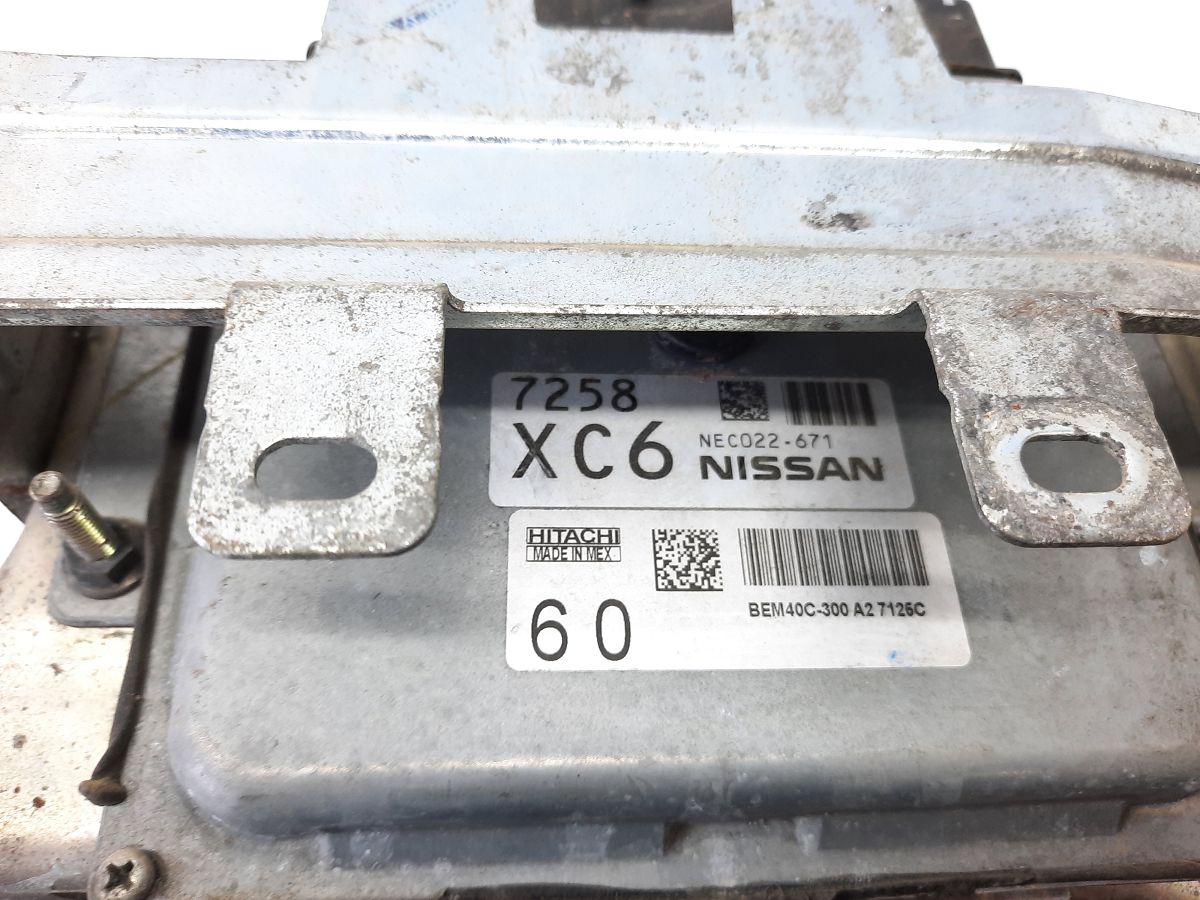 7258
XC6 NEC022-671
NISSAN
HITACHI
MADE IN MEX
60
BEM40C-300 A2 7126C